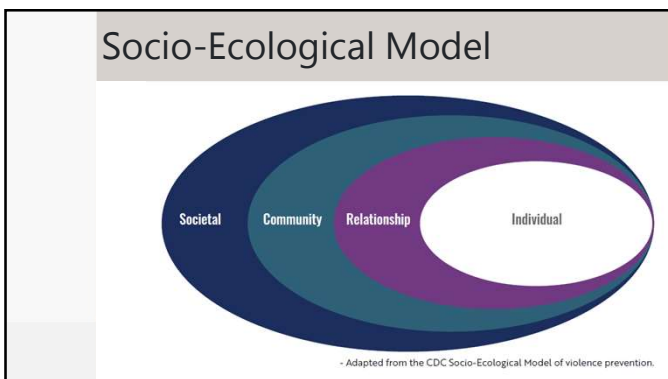 Socio-Ecological Model
Societal Community Relationship Individual
- Adapted from the CDC Socio-Ecological Model of violence prevention.